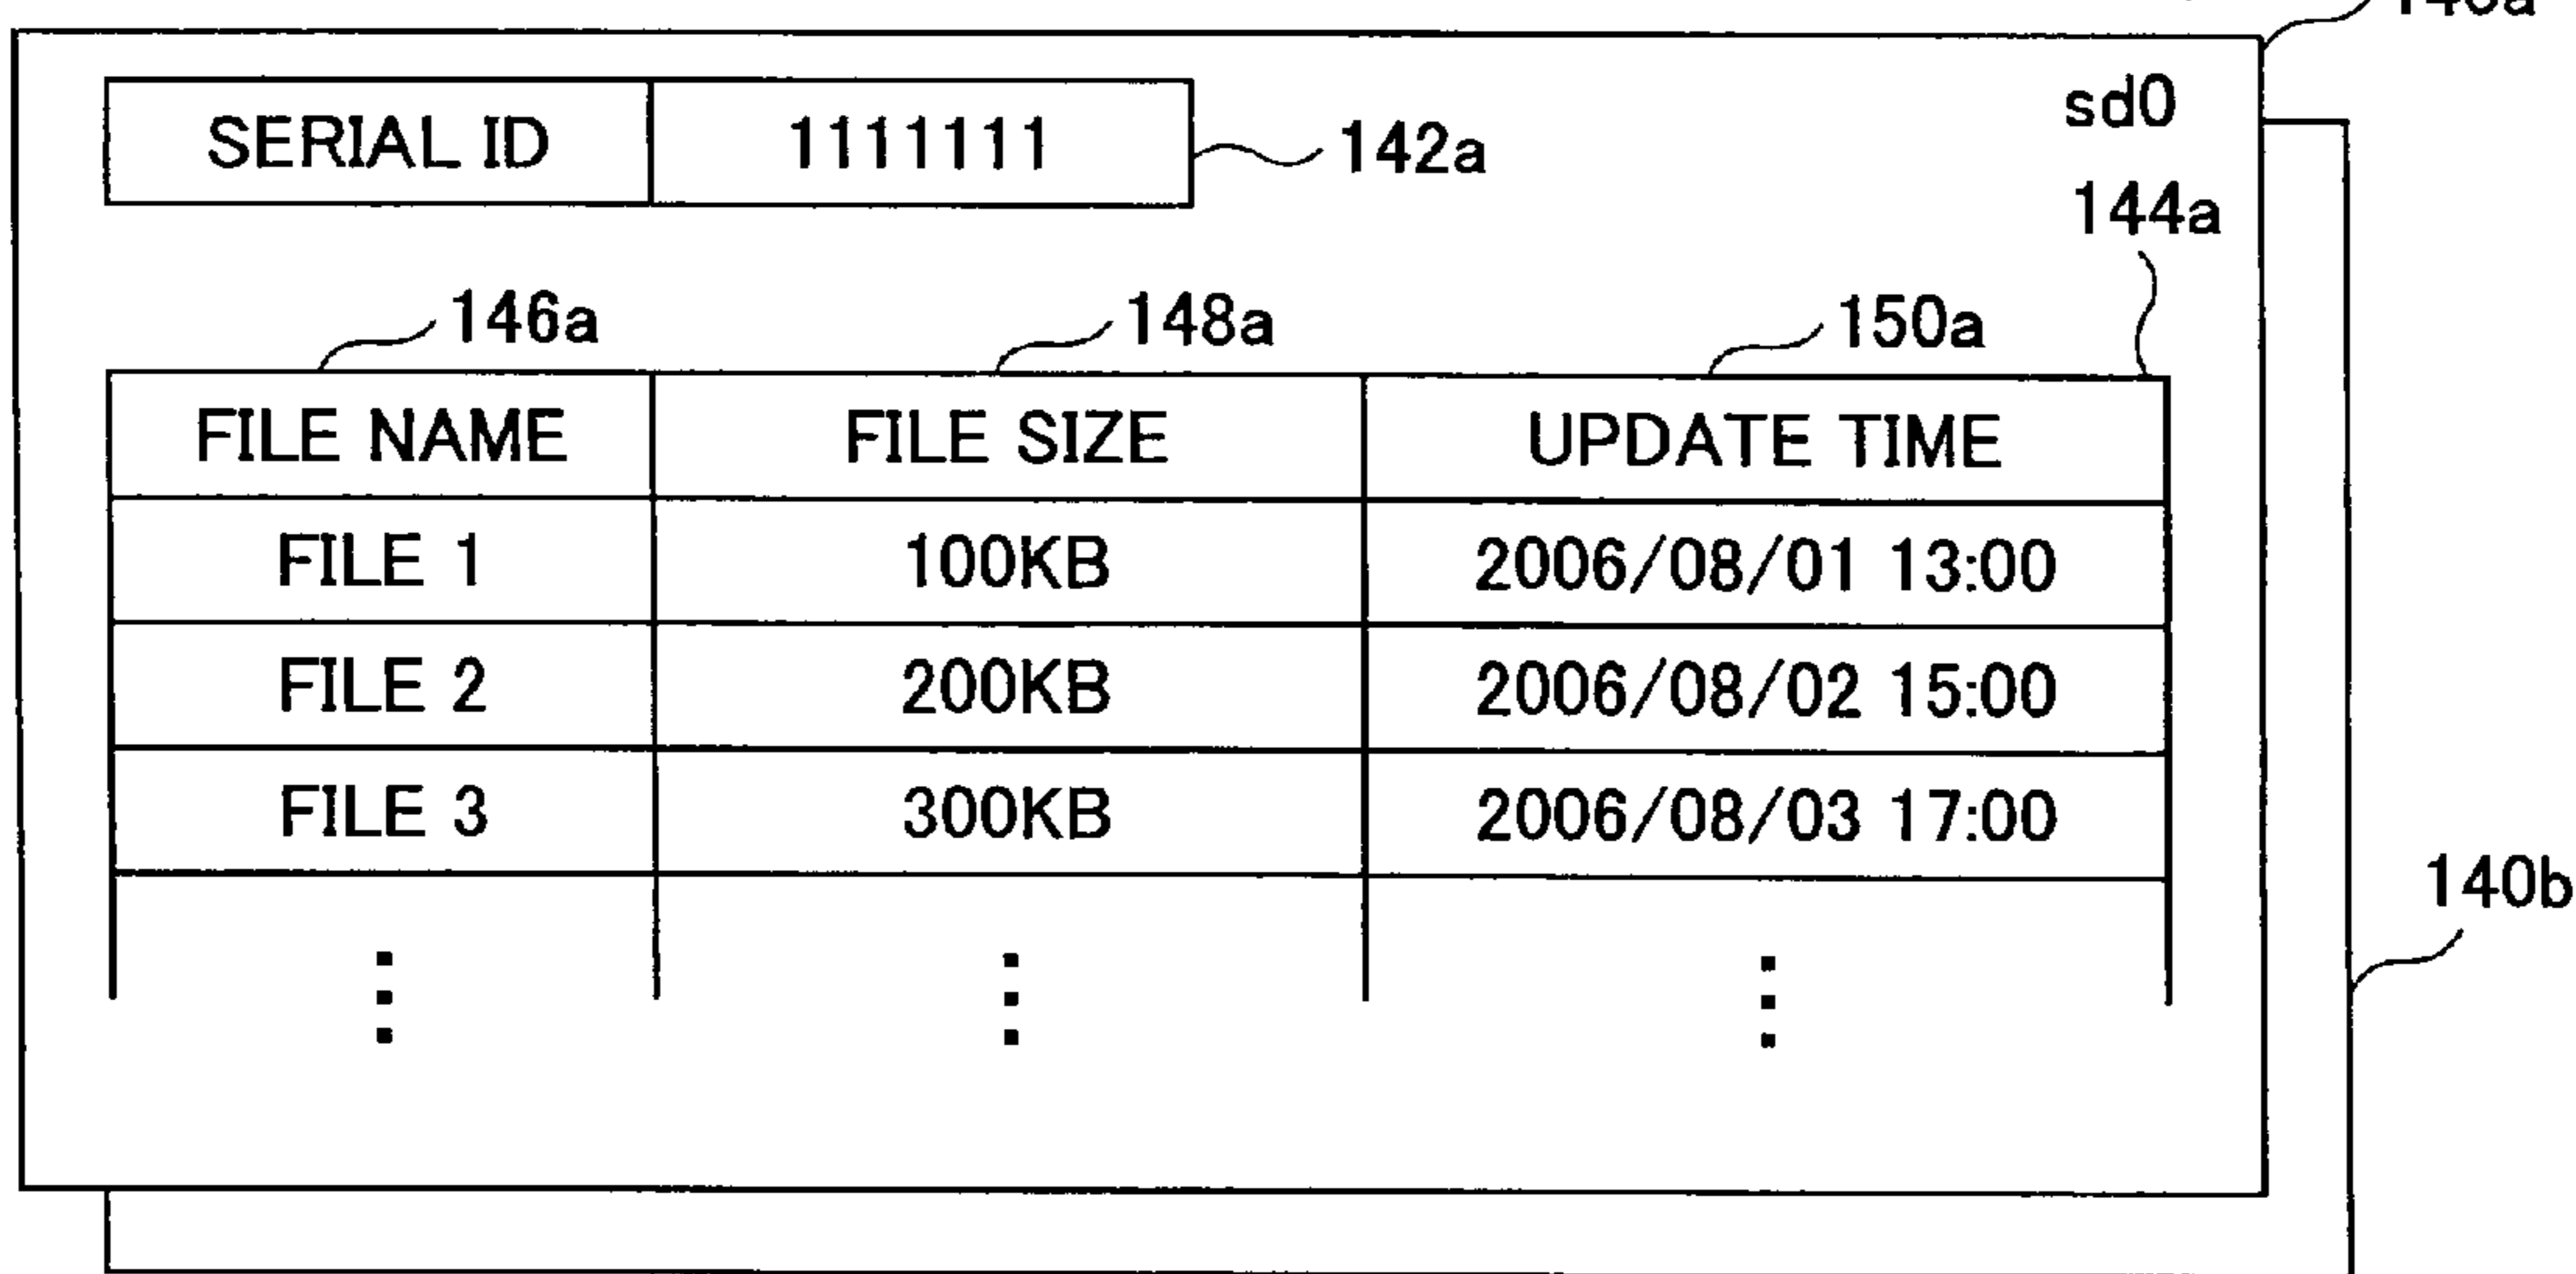 sd0
SERIAL ID 1111111 142a
144a
146a 148a 150a
FILE NAME FILE SIZE UPDATE TIME
FILE 1 100KB 2006/08/01 13:00
FILE 2 200KB 2006/08/02 15:00
FILE 3 300KB 2006/08/03 17:00
140b